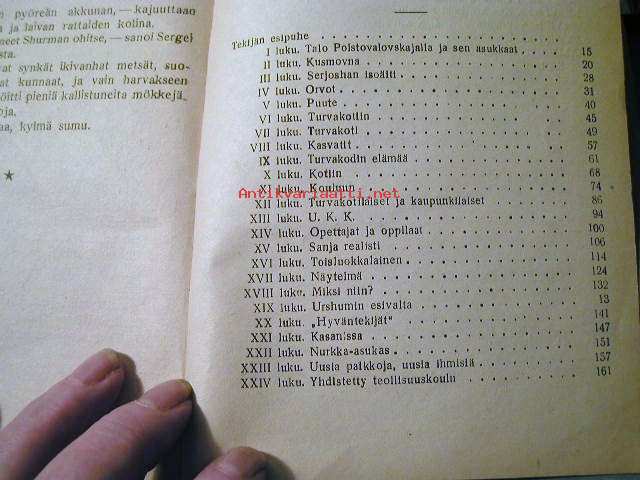 pyöreän akkunan, — kajuuttaan
ja laivan rattaiden kolina.
neet Shurman ohitse, — sanoi Sergei
sta.
vat synkät ikivanhat metsät, suo-
kunnaat, ja vain harvakseen
öitti pieniä kallistuneita mökkejä
oja.
aa, kylmä sumu.
Tekijän esipuhe
I luku. Talo Polstovalovskajalla ja sen asukkaat 15
II luku. Kusmovna 20
III luku. Serjoshan isoäiti 28
IV luku. Orvot 31
V luku. Puute 40
VI luku. Turvakotiin 45
VII luku. Turvakoti 49
VIII luku. Kasvatit 57
IX luku. Turvakodin elämää 61
X luku. Kotiin 68
XI luku. Kouluun 74
XII luku. Turvakotilaiset ja kaupunkilaiset 86
XIII luku. U. K. K. 94
XIV luku. Opettajat ja oppilaat 100
XV luku. Sanja realisti 106
XVI luku. Toisluokkalainen 114
XVII luku. Näytelmä 124
XVIII luku. Miksi niin? 132
XIX luku. Urshumin esivalta 13
XX luku. „Hyväntekijät" 141
XXI luku. Kasanissa 147
XXII luku. Nurkka-asukas 151
XXIII luku. Uusia paikkoja, uusia ihmisiä 157
XXIV luku. Yhdistetty teollisuuskoulu 161
Antikvariaatti.net